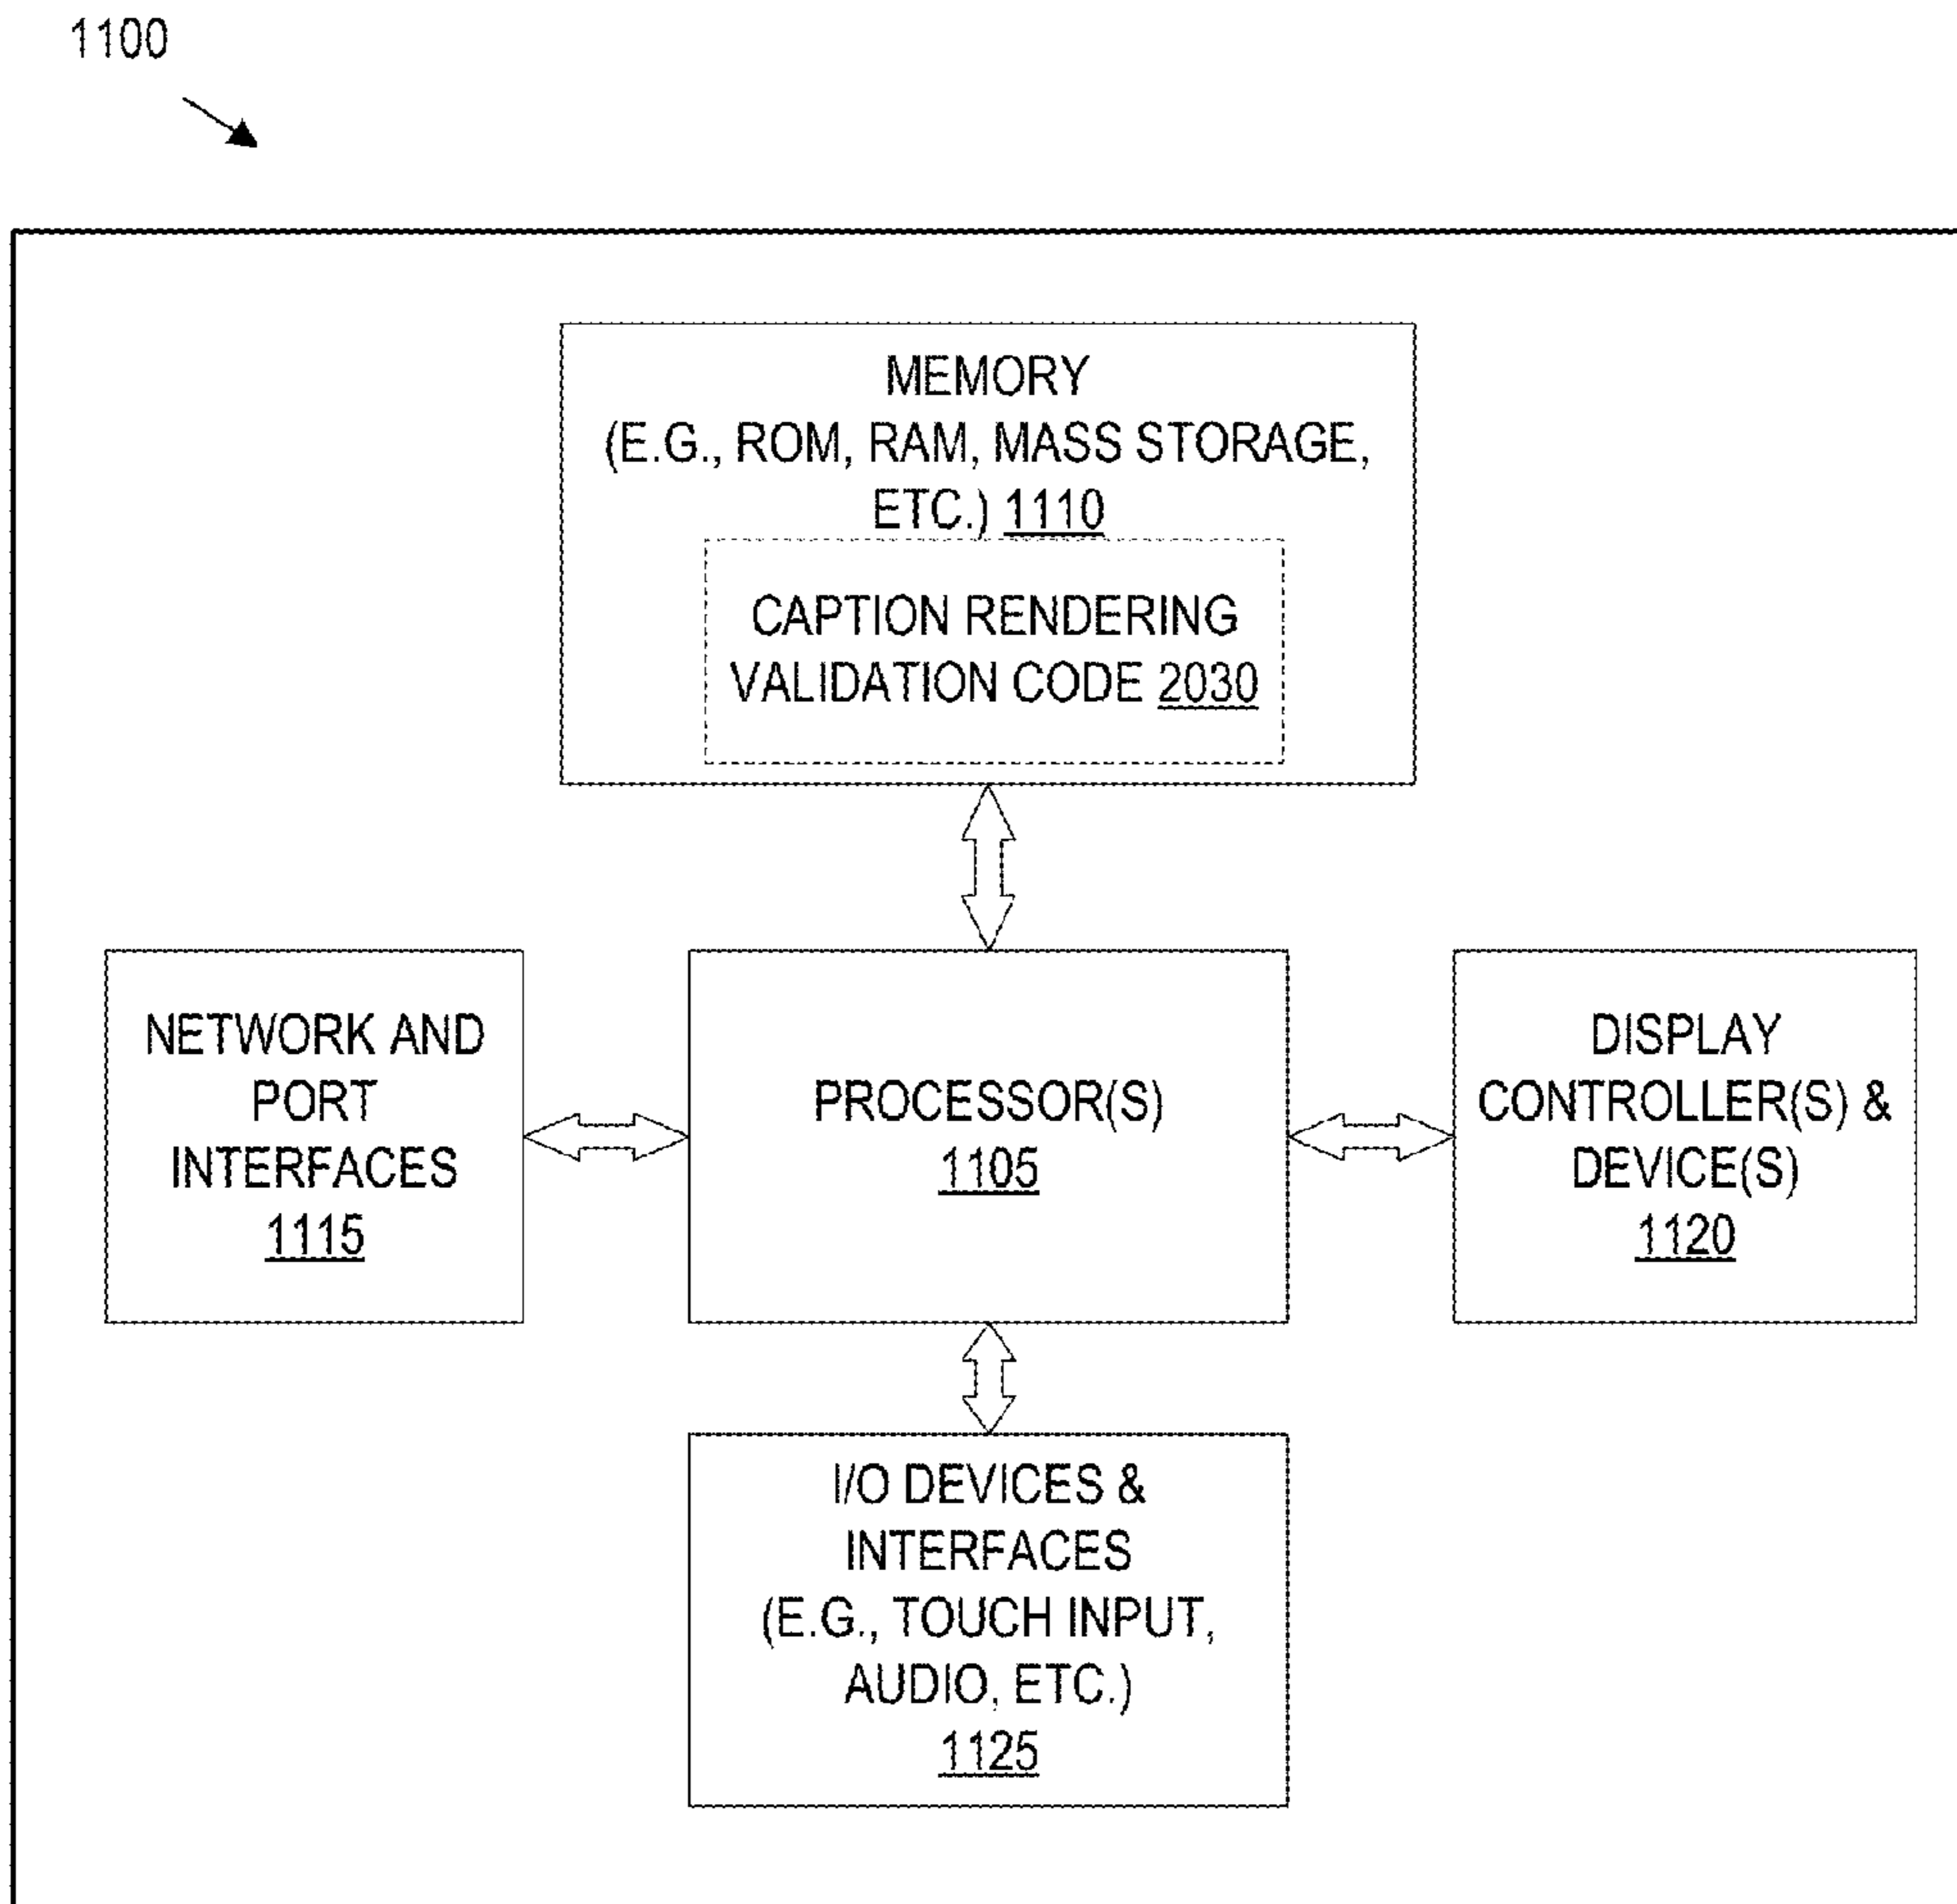 1100
MEMORY
(E.G., ROM, RAM, MASS STORAGE,
ETC.) 1110
CAPTION RENDERING
VALIDATION CODE 2030
NETWORK AND
PORT
INTERFACES
1115
PROCESSOR(S)
1105
DISPLAY
CONTROLLER(S) &
DEVICE(S)
1120
I/O DEVICES &
INTERFACES
(E.G., TOUCH INPUT,
AUDIO, ETC.)
1125